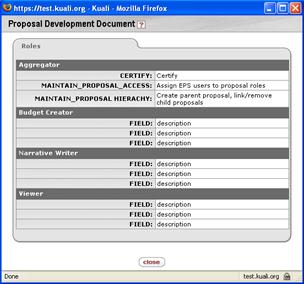 https://test.kuali.org - Kuali - Mozilla Firefox
Proposal Development Document ?
Roles
Aggregator
CERTIFY: Certify
MAINTAIN_PROPOSAL_ACCESS: Assign EPS users to proposal roles
MAINTAIN_PROPOSAL HIERACHY: Create parent proposal, link/remove
child proposals
Budget Creator
FIELD: description
FIELD: description
FIELD: description
Narrative Writer
FIELD: description
FIELD: description
FIELD: description
Viewer
FIELD: description
FIELD: description
FIELD: description
close
Done test.kuali.org